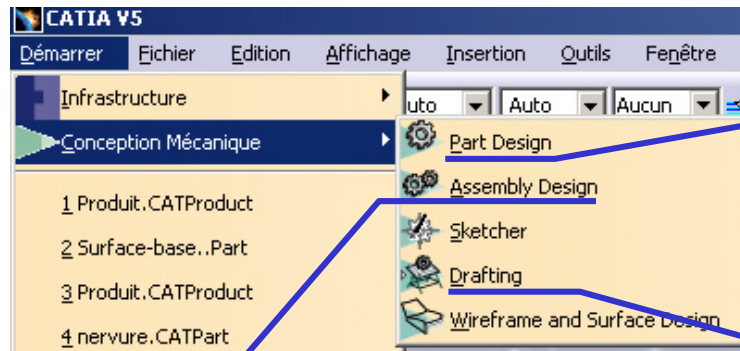 CATIA V5
Démarrer Fichier Edition Affichage Insertion Outils Fenêtre
Infrastructure
uto Auto Aucun
Conception Mécanique
Part Design
Assembly Design
Sketcher
Drafting
Wireframe and Surface Design
1 Produit.CATProduct
2 Surface-base..Part
3 Produit.CATProduct
4 nervure.CATPart